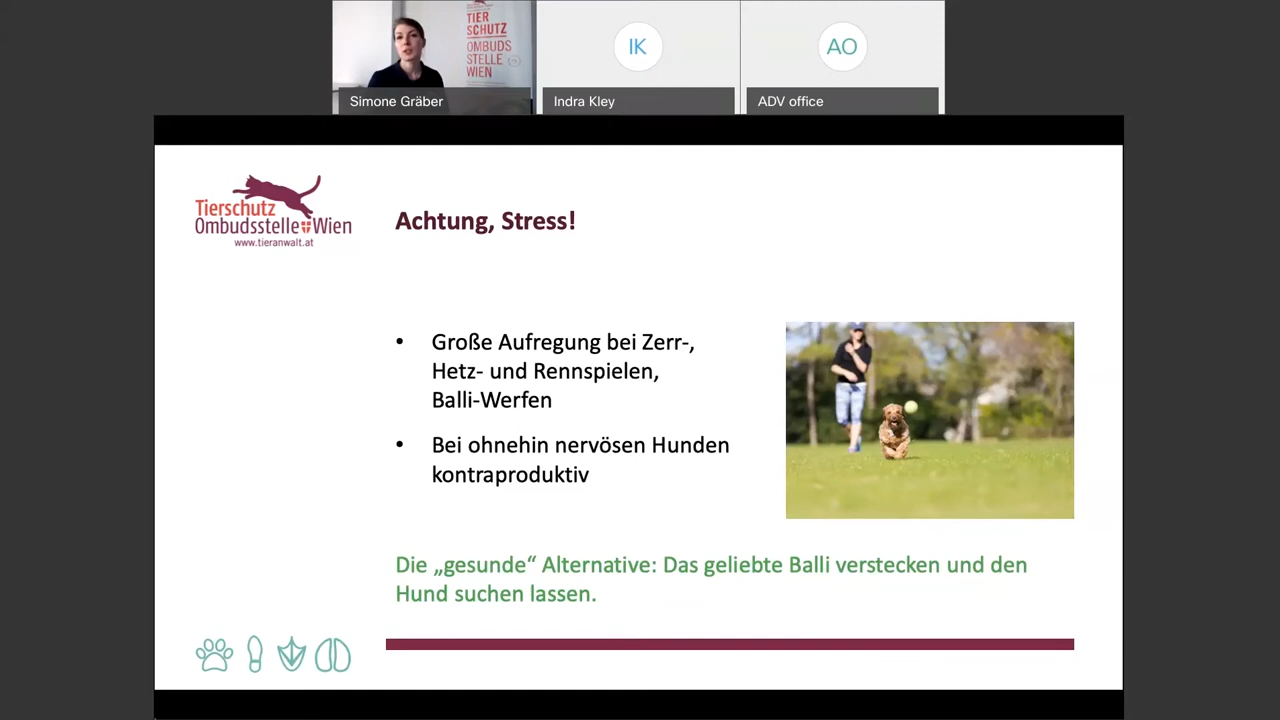 TIER
SCHUTZ
OMBUDS
STELLE
WIEN
IK
AO
Simone Gräber
Indra Kley
ADV office
Tierschutz
Ombudsstelle Wien
www.tieranwalt.at
Achtung, Stress!
• Große Aufregung bei Zerr-,
Hetz- und Rennspielen,
Balli-Werfen
• Bei ohnehin nervösen Hunden
kontraproduktiv
Die „gesunde“ Alternative: Das geliebte Balli verstecken und den
Hund suchen lassen.